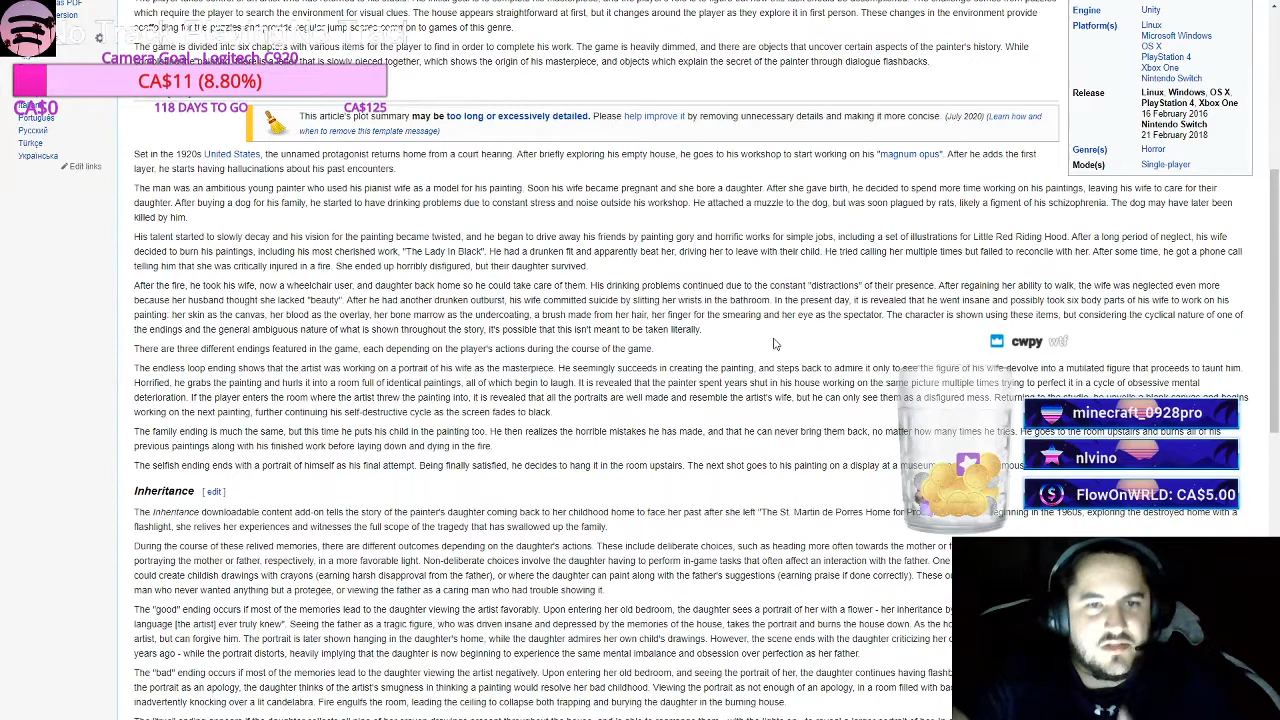 which require the player to search the environment for visual clues. The house appears straightforward at first, but it changes around the player as they explore it in first person. These changes in the environment provide
The game is divided into six chapters with various items for the player to find in order to complete his work. The game is heavily dimmed, and there are objects that uncover certain aspects of the painter's history. While
which shows the origin of his masterpiece, and objects which explain the secret of the painter through dialogue flashbacks.
Camera goal - Logitech C920
CA$11 (8.80%)
CA$0
118 DAYS TO GO
CA$125
Português
Русский
Türkçe
Українська
Edit links
Engine Unity
Platform(s) Linux
Microsoft Windows
OS X
PlayStation 4
Xbox One
Nintendo Switch
Release Linux, Windows, OS X,
PlayStation 4, Xbox One
16 February 2016
Nintendo Switch
21 February 2018
Genre(s) Horror
Mode(s) Single-player
This article's plot summary may be too long or excessively detailed. Please help improve it by removing unnecessary details and making it more concise. (July 2020) (Learn how and
when to remove this template message)
Set in the 1920s United States, the unnamed protagonist returns home from a court hearing. After briefly exploring his empty house, he goes to his workshop to start working on his "magnum opus". After he adds the first
layer, he starts having hallucinations about his past encounters.
The man was an ambitious young painter who used his pianist wife as a model for his painting. Soon his wife became pregnant and she bore a daughter. After she gave birth, he decided to spend more time working on his paintings, leaving his wife to care for their
daughter. After buying a dog for his family, he started to have drinking problems due to constant stress and noise outside his workshop. He attached a muzzle to the dog, but was soon plagued by rats, likely a figment of his schizophrenia. The dog may have later been
killed by him.
His talent started to slowly decay and his vision for the painting became twisted, and he began to drive away his friends by painting gory and horrific works for simple jobs, including a set of illustrations for Little Red Riding Hood. After a long period of neglect, his wife
decided to burn his paintings, including his most cherished work, "The Lady In Black". He had a drunken fit and apparently beat her, driving her to leave with their child. He tried calling her multiple times but failed to reconcile with her. After some time, he got a phone call
telling him that she was critically injured in a fire. She ended up horribly disfigured, but their daughter survived.
After the fire, he took his wife, now a wheelchair user, and daughter back home so he could take care of them. His drinking problems continued due to the constant "distractions" of their presence. After regaining her ability to walk, the wife was neglected even more
because her husband thought she lacked "beauty". After he had another drunken outburst, his wife committed suicide by slitting her wrists in the bathroom. In the present day, it is revealed that he went insane and possibly took six body parts of his wife to work on his
painting: her skin as the canvas, her blood as the overlay, her bone marrow as the undercoating, a brush made from her hair, her finger for the smearing and her eye as the spectator. The character is shown using these items, but considering the cyclical nature of one of
the endings and the general ambiguous nature of what is shown throughout the story, it's possible that this isn't meant to be taken literally.
cwpy wtf
There are three different endings featured in the game, each depending on the player's actions during the course of the game.
The endless loop ending shows that the artist was working on a portrait of his wife as the masterpiece. He seemingly succeeds in creating the painting, and steps back to admire it only to see the figure of his wife devolve into a mutilated figure that proceeds to taunt him.
Horrified, he grabs the painting and hurls it into a room full of identical paintings, all of which begin to laugh. It is revealed that the painter spent years shut in his house working on the same picture multiple times trying to perfect it in a cycle of obsessive mental
deterioration. If the player enters the room where the artist threw the painting into, it is revealed that all the portraits are well made and resemble the artist's wife, but he can only see them as a disfigured mess. Returning
working on the next painting, further continuing his self-destructive cycle as the screen fades to black.
minecraft_0928pro
The family ending is much the same, but this time he puts his child in the painting too. He then realizes the horrible mistakes he has made, and that he can never bring them back, no matter how many times he tries. He goes to the room upstairs and burns all of his
previous paintings along with his finished work before laying down and dying in the fire.
nlvino
The selfish ending ends with a portrait of himself as his final attempt. Being finally satisfied, he decides to hang it in the room upstairs. The next shot goes to his painting on a display at a
FlowOnWRLD: CA$5.00
Inheritance [ edit ]
The Inheritance downloadable content add-on tells the story of the painter's daughter coming back to her childhood home to face her past after she left "The St. Martin de Porres Home for beginning in the 1960s, exploring the destroyed home with a
flashlight, she relives her experiences and witnesses the full scope of the tragedy that has swallowed up the family.
During the course of these relived memories, there are different outcomes depending on the daughter's actions. These include deliberate choices, such as heading more often towards the mother or
portraying the mother or father, respectively, in a more favorable light. Non-deliberate choices involve the daughter having to perform in-game tasks that often affect an interaction with the father. One
could create childish drawings with crayons (earning harsh disapproval from the father), or where the daughter can paint along with the father's suggestions (earning praise if done correctly). These
man who never wanted anything but a protegee, or viewing the father as a caring man who had trouble showing it.
The "good" ending occurs if most of the memories lead to the daughter viewing the artist favorably. Upon entering her old bedroom, the daughter sees a portrait of her with a flower - her inheritance by
language [the artist] ever truly knew". Seeing the father as a tragic figure, who was driven insane and depressed by the memories of the house, takes the portrait and burns the house down. As the
artist, but can forgive him. The portrait is later shown hanging in the daughter's home, while the daughter admires her own child's drawings. However, the scene ends with the daughter criticizing her
years ago - while the portrait distorts, heavily implying that the daughter is now beginning to experience the same mental imbalance and obsession over perfection as her father.
The "bad" ending occurs if most of the memories lead to the daughter viewing the artist negatively. Upon entering her old bedroom, and seeing the portrait of her, the daughter continues having
the portrait as an apology, the daughter thinks of the artist's smugness in thinking a painting would resolve her bad childhood. Viewing the portrait as not enough of an apology, in a room filled with
inadvertently knocking over a lit candelabra. Fire engulfs the room, leading the ceiling to collapse both trapping and burying the daughter in the burning house.